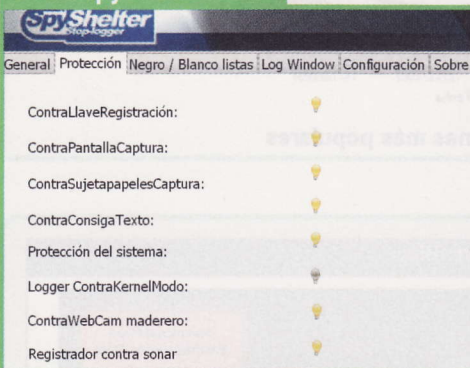 SpyShelter
Stop-logger
General Protección Negro / Blanco listas Log Window Configuración Sobre
ContraLlaveRegistración:
ContraPantallaCaptura:
ContraSujetapapelesCaptura:
ContraConsigaTexto:
Protección del sistema:
Logger ContraKernelModo:
ContraWebCam maderero:
Registrador contra sonar